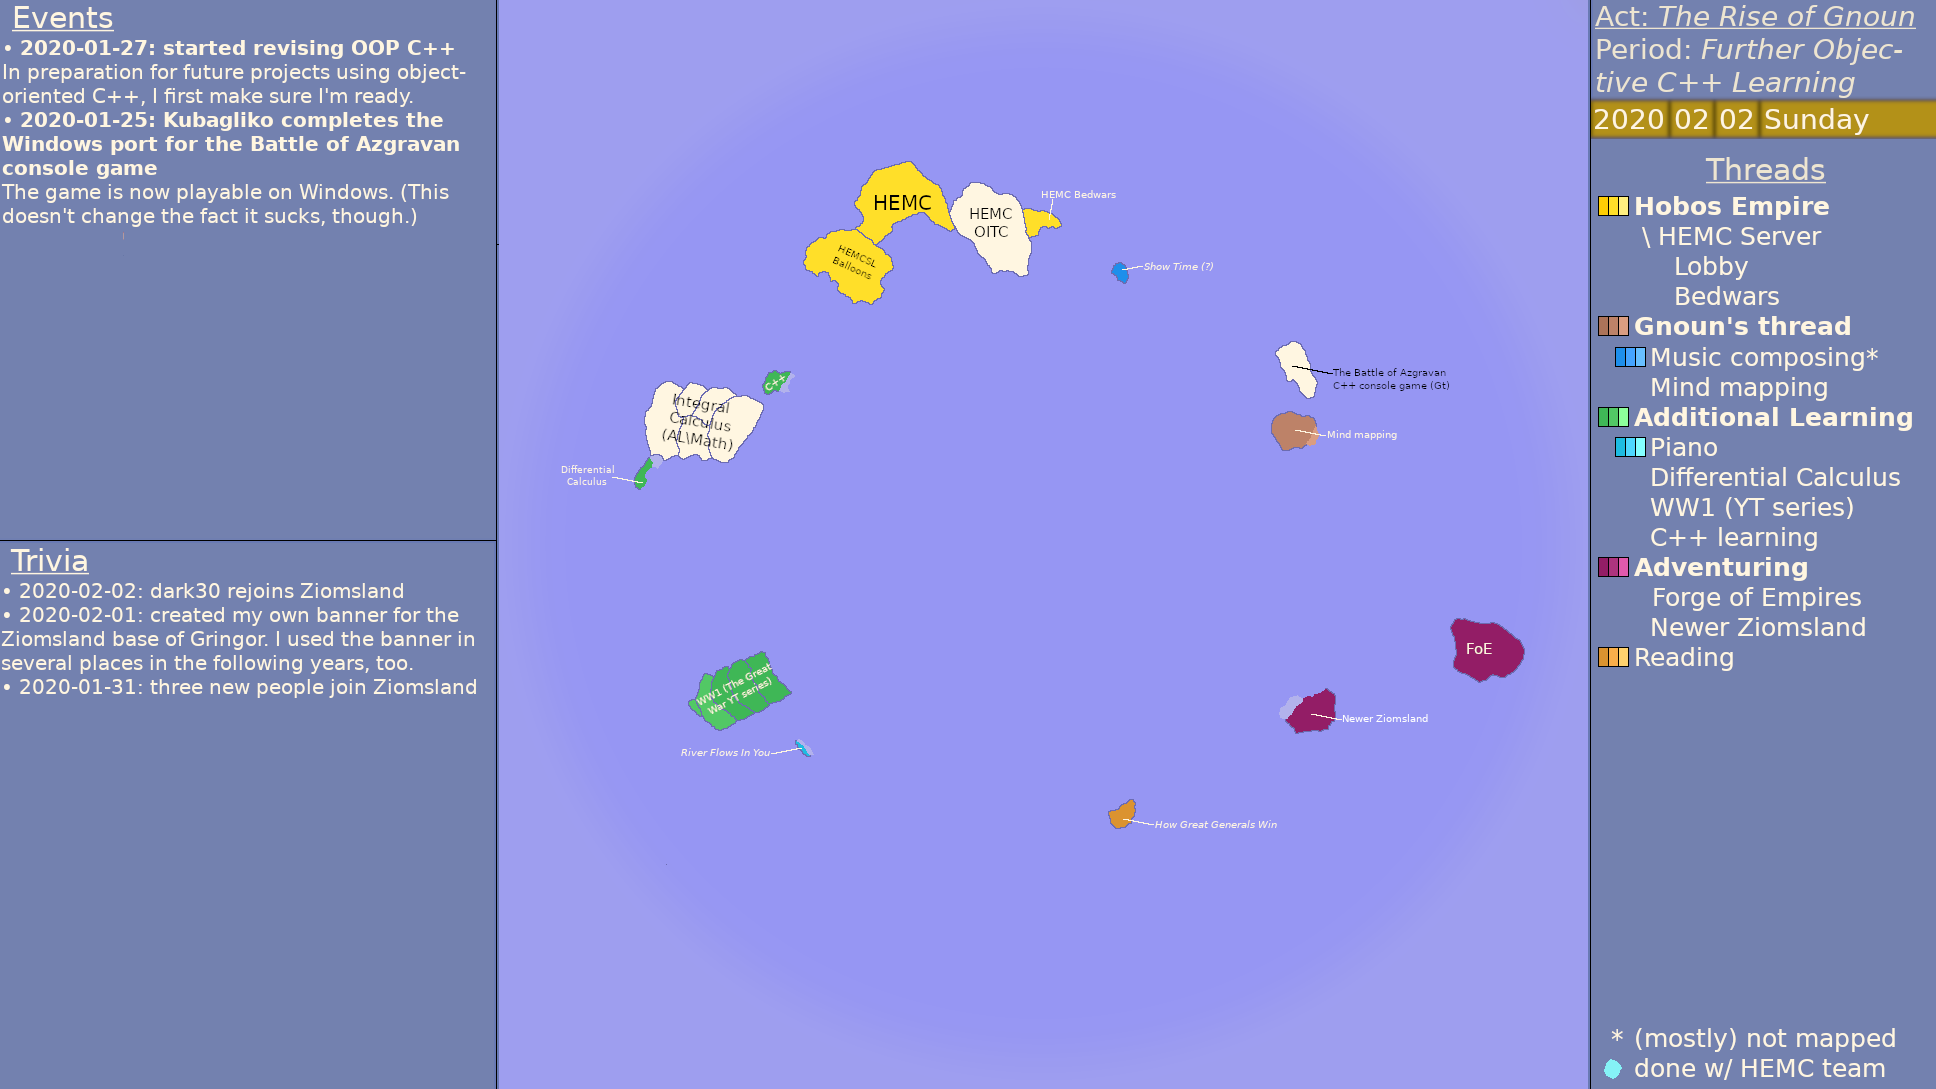 Events
• 2020-01-27: started revising OOP C++
In preparation for future projects using object-
oriented C++, I first make sure I'm ready.
• 2020-01-25: Kubagliko completes the
Windows port for the Battle of Azgravan
console game
The game is now playable on Windows. (This
doesn't change the fact it sucks, though.)
Trivia
• 2020-02-02: dark30 rejoins Ziomsland
• 2020-02-01: created my own banner for the
Ziomsland base of Gringor. I used the banner in
several places in the following years, too.
• 2020-01-31: three new people join Ziomsland
HEMC
HEMC
OITC
HEMC Bedwars
HEMCSL
Balloons
Show Time (?)
C++
Integral
Calculus
(AL\Math)
Differential
Calculus
The Battle of Azgravan
C++ console game (Gt)
Mind mapping
WW1 (The Great
War YT series)
River Flows In You
FoE
Newer Ziomsland
How Great Generals Win
Act: The Rise of Gnoun
Period: Further Objec-
tive C++ Learning
2020 02 02 Sunday
Threads
Hobos Empire
\ HEMC Server
Lobby
Bedwars
Gnoun's thread
Music composing*
Mind mapping
Additional Learning
Piano
Differential Calculus
WW1 (YT series)
C++ learning
Adventuring
Forge of Empires
Newer Ziomsland
Reading
* (mostly) not mapped
done w/ HEMC team